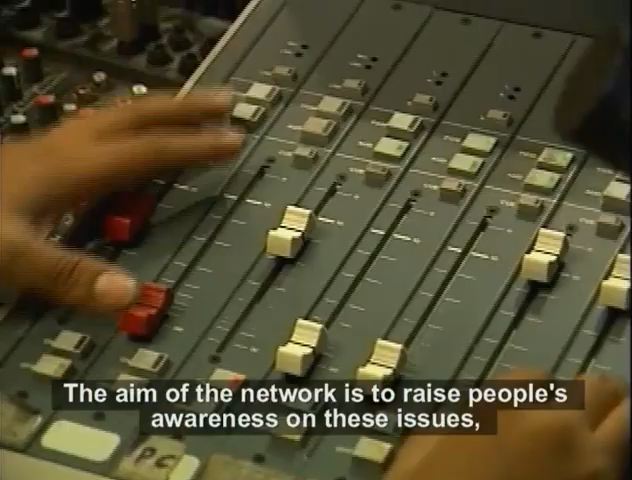 The aim of the network is to raise people's
awareness on these issues,
PC